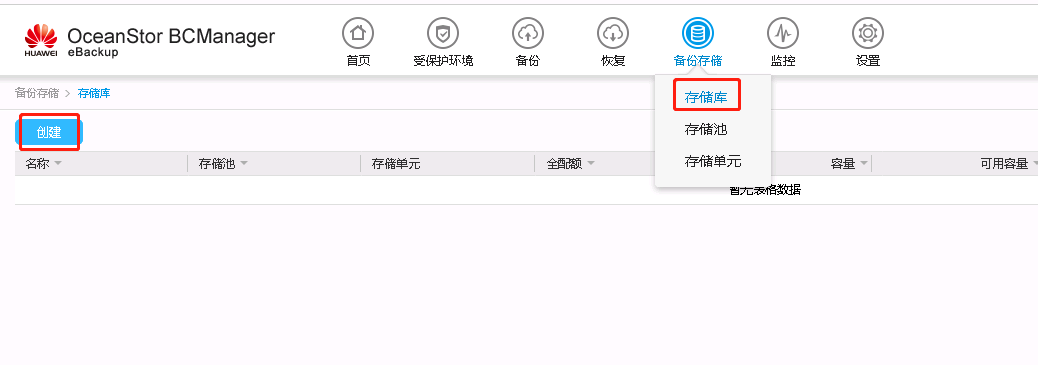 HUAWEI
OceanStor BCManager
eBackup
首页 受保护环境 备份 恢复 备份存储 监控 设置
备份存储 > 存储库
存储库
存储池
存储单元
创建
名称 存储池 存储单元 全配额 容量 可用容量
暂无表格数据